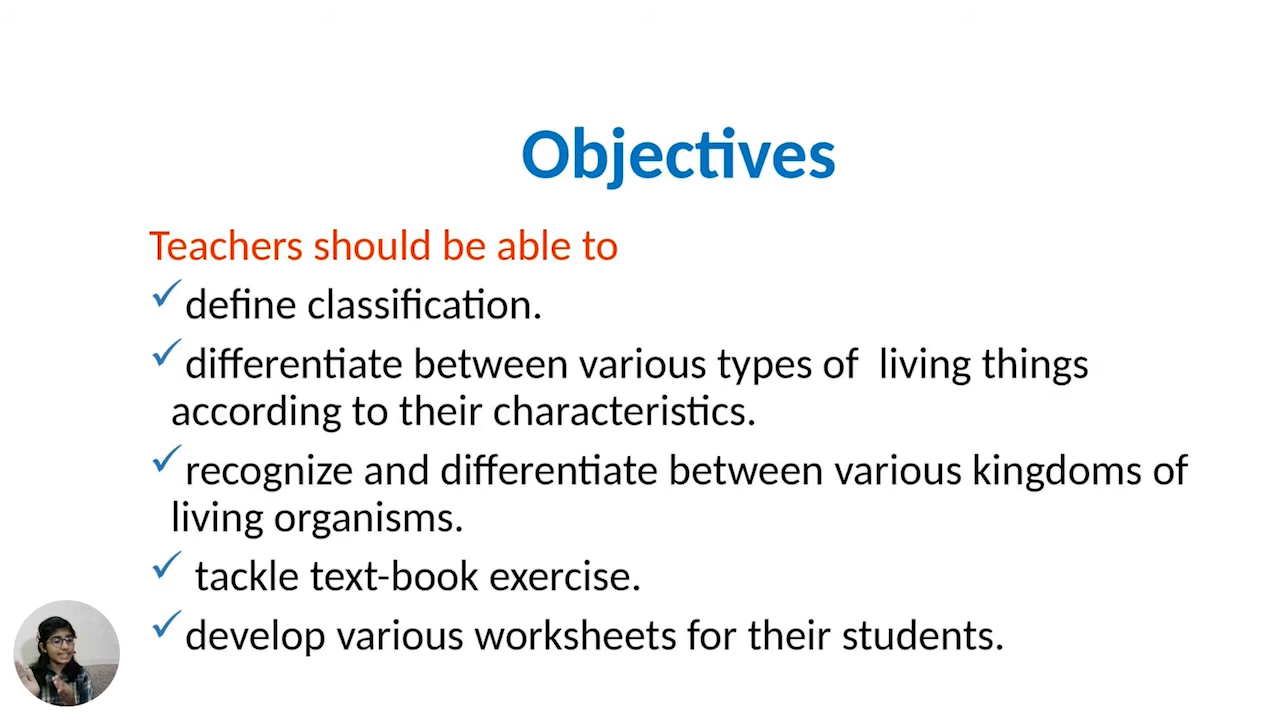 Objectives
Teachers should be able to
✓define classification.
✓differentiate between various types of  living things
according to their characteristics.
✓recognize and differentiate between various kingdoms of
living organisms.
✓ tackle text-book exercise.
✓develop various worksheets for their students.